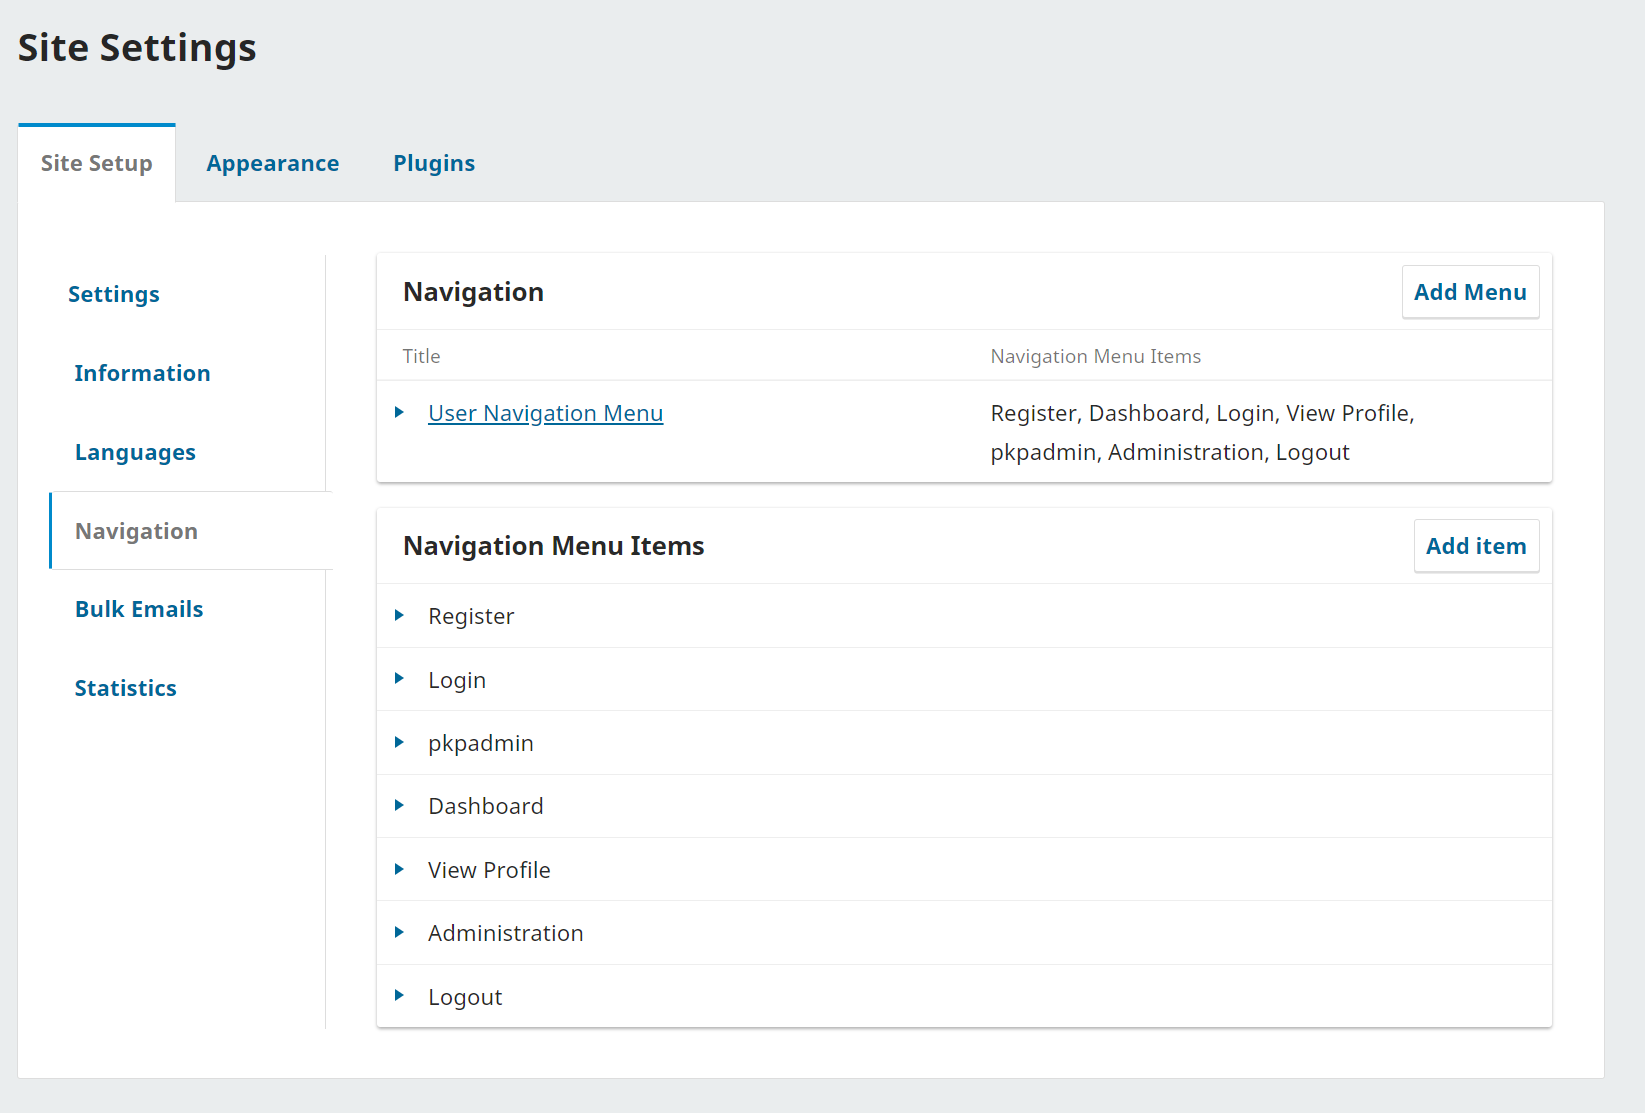 Site Settings
Site Setup
Appearance
Plugins
Settings
Information
Languages
Navigation
Bulk Emails
Statistics
Navigation
Add Menu
Title
Navigation Menu Items
User Navigation Menu
Register, Dashboard, Login, View Profile,
pkpadmin, Administration, Logout
Navigation Menu Items
Add item
Register
Login
pkpadmin
Dashboard
View Profile
Administration
Logout